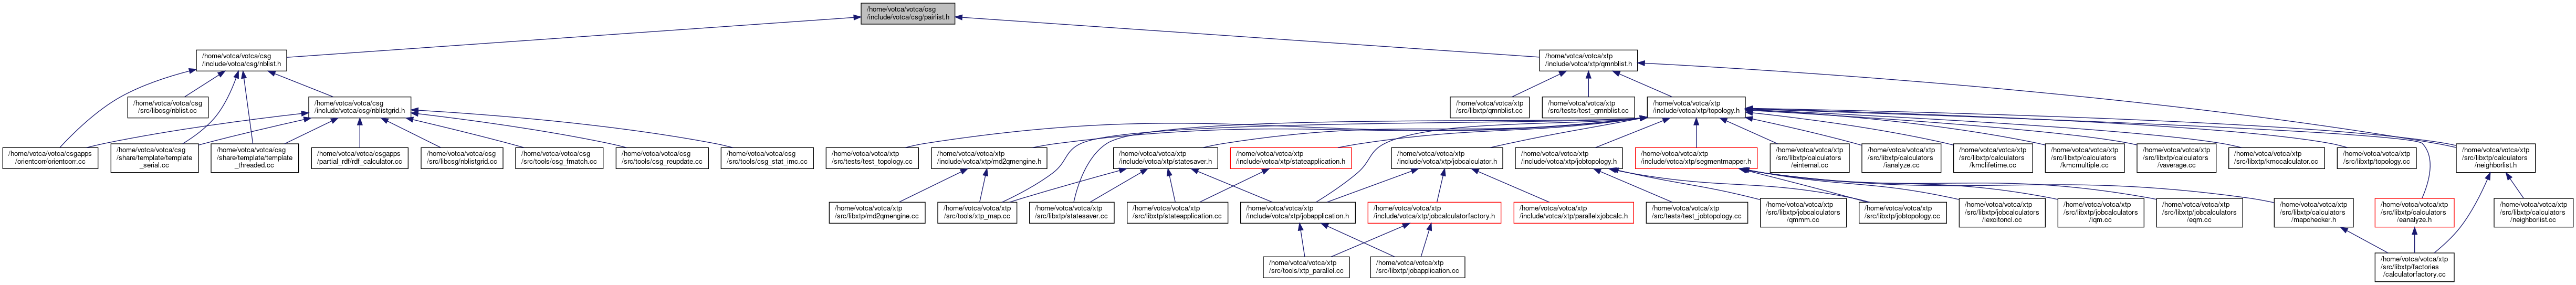 /home/votca/votca/csg
/include/votca/csg/pairlist.h
/home/votca/votca/csg
/include/votca/csg/nblist.h
/home/votca/votca/xtp
/include/votca/xtp/qmnblist.h
/home/votca/votca/csg
/src/libcsg/nblist.cc
/home/votca/votca/csg
/include/votca/csg/nblistgrid.h
/home/votca/votca/xtp
/src/libxtp/qmnblist.cc
/home/votca/votca/xtp
/src/tests/test_qmnblist.cc
/home/votca/votca/xtp
/include/votca/xtp/topology.h
/home/votca/votca/csgapps
/orientcorr/orientcorr.cc
/home/votca/votca/csg
/share/template/template
_serial.cc
/home/votca/votca/csg
/share/template/template
_threaded.cc
/home/votca/votca/csgapps
/partial_rdf/rdf_calculator.cc
/home/votca/votca/csg
/src/libcsg/nblistgrid.cc
/home/votca/votca/csg
/src/tools/csg_fmatch.cc
/home/votca/votca/csg
/src/tools/csg_reupdate.cc
/home/votca/votca/csg
/src/tools/csg_stat_imc.cc
/home/votca/votca/xtp
/src/tests/test_topology.cc
/home/votca/votca/xtp
/include/votca/xtp/md2qmengine.h
/home/votca/votca/xtp
/include/votca/xtp/statesaver.h
/home/votca/votca/xtp
/include/votca/xtp/stateapplication.h
/home/votca/votca/xtp
/include/votca/xtp/jobcalculator.h
/home/votca/votca/xtp
/include/votca/xtp/jobtopology.h
/home/votca/votca/xtp
/include/votca/xtp/segmentmapper.h
/home/votca/votca/xtp
/src/libxtp/calculators
/einternal.cc
/home/votca/votca/xtp
/src/libxtp/calculators
/ianalyze.cc
/home/votca/votca/xtp
/src/libxtp/calculators
/kmclifetime.cc
/home/votca/votca/xtp
/src/libxtp/calculators
/kmcmultiple.cc
/home/votca/votca/xtp
/src/libxtp/calculators
/vaverage.cc
/home/votca/votca/xtp
/src/libxtp/kmccalculator.cc
/home/votca/votca/xtp
/src/libxtp/topology.cc
/home/votca/votca/xtp
/src/libxtp/calculators
/neighborlist.h
/home/votca/votca/xtp
/src/libxtp/md2qmengine.cc
/home/votca/votca/xtp
/src/tools/xtp_map.cc
/home/votca/votca/xtp
/src/libxtp/statesaver.cc
/home/votca/votca/xtp
/src/libxtp/stateapplication.cc
/home/votca/votca/xtp
/include/votca/xtp/jobapplication.h
/home/votca/votca/xtp
/include/votca/xtp/jobcalculatorfactory.h
/home/votca/votca/xtp
/include/votca/xtp/parallelxjobcalc.h
/home/votca/votca/xtp
/src/tests/test_jobtopology.cc
/home/votca/votca/xtp
/src/libxtp/jobcalculators
/qmmm.cc
/home/votca/votca/xtp
/src/libxtp/jobtopology.cc
/home/votca/votca/xtp
/src/libxtp/jobcalculators
/iexcitoncl.cc
/home/votca/votca/xtp
/src/libxtp/jobcalculators
/iqm.cc
/home/votca/votca/xtp
/src/libxtp/jobcalculators
/eqm.cc
/home/votca/votca/xtp
/src/libxtp/calculators
/mapchecker.h
/home/votca/votca/xtp
/src/libxtp/calculators
/eanalyze.h
/home/votca/votca/xtp
/src/libxtp/calculators
/neighborlist.cc
/home/votca/votca/xtp
/src/tools/xtp_parallel.cc
/home/votca/votca/xtp
/src/libxtp/jobapplication.cc
/home/votca/votca/xtp
/src/libxtp/factories
/calculatorfactory.cc